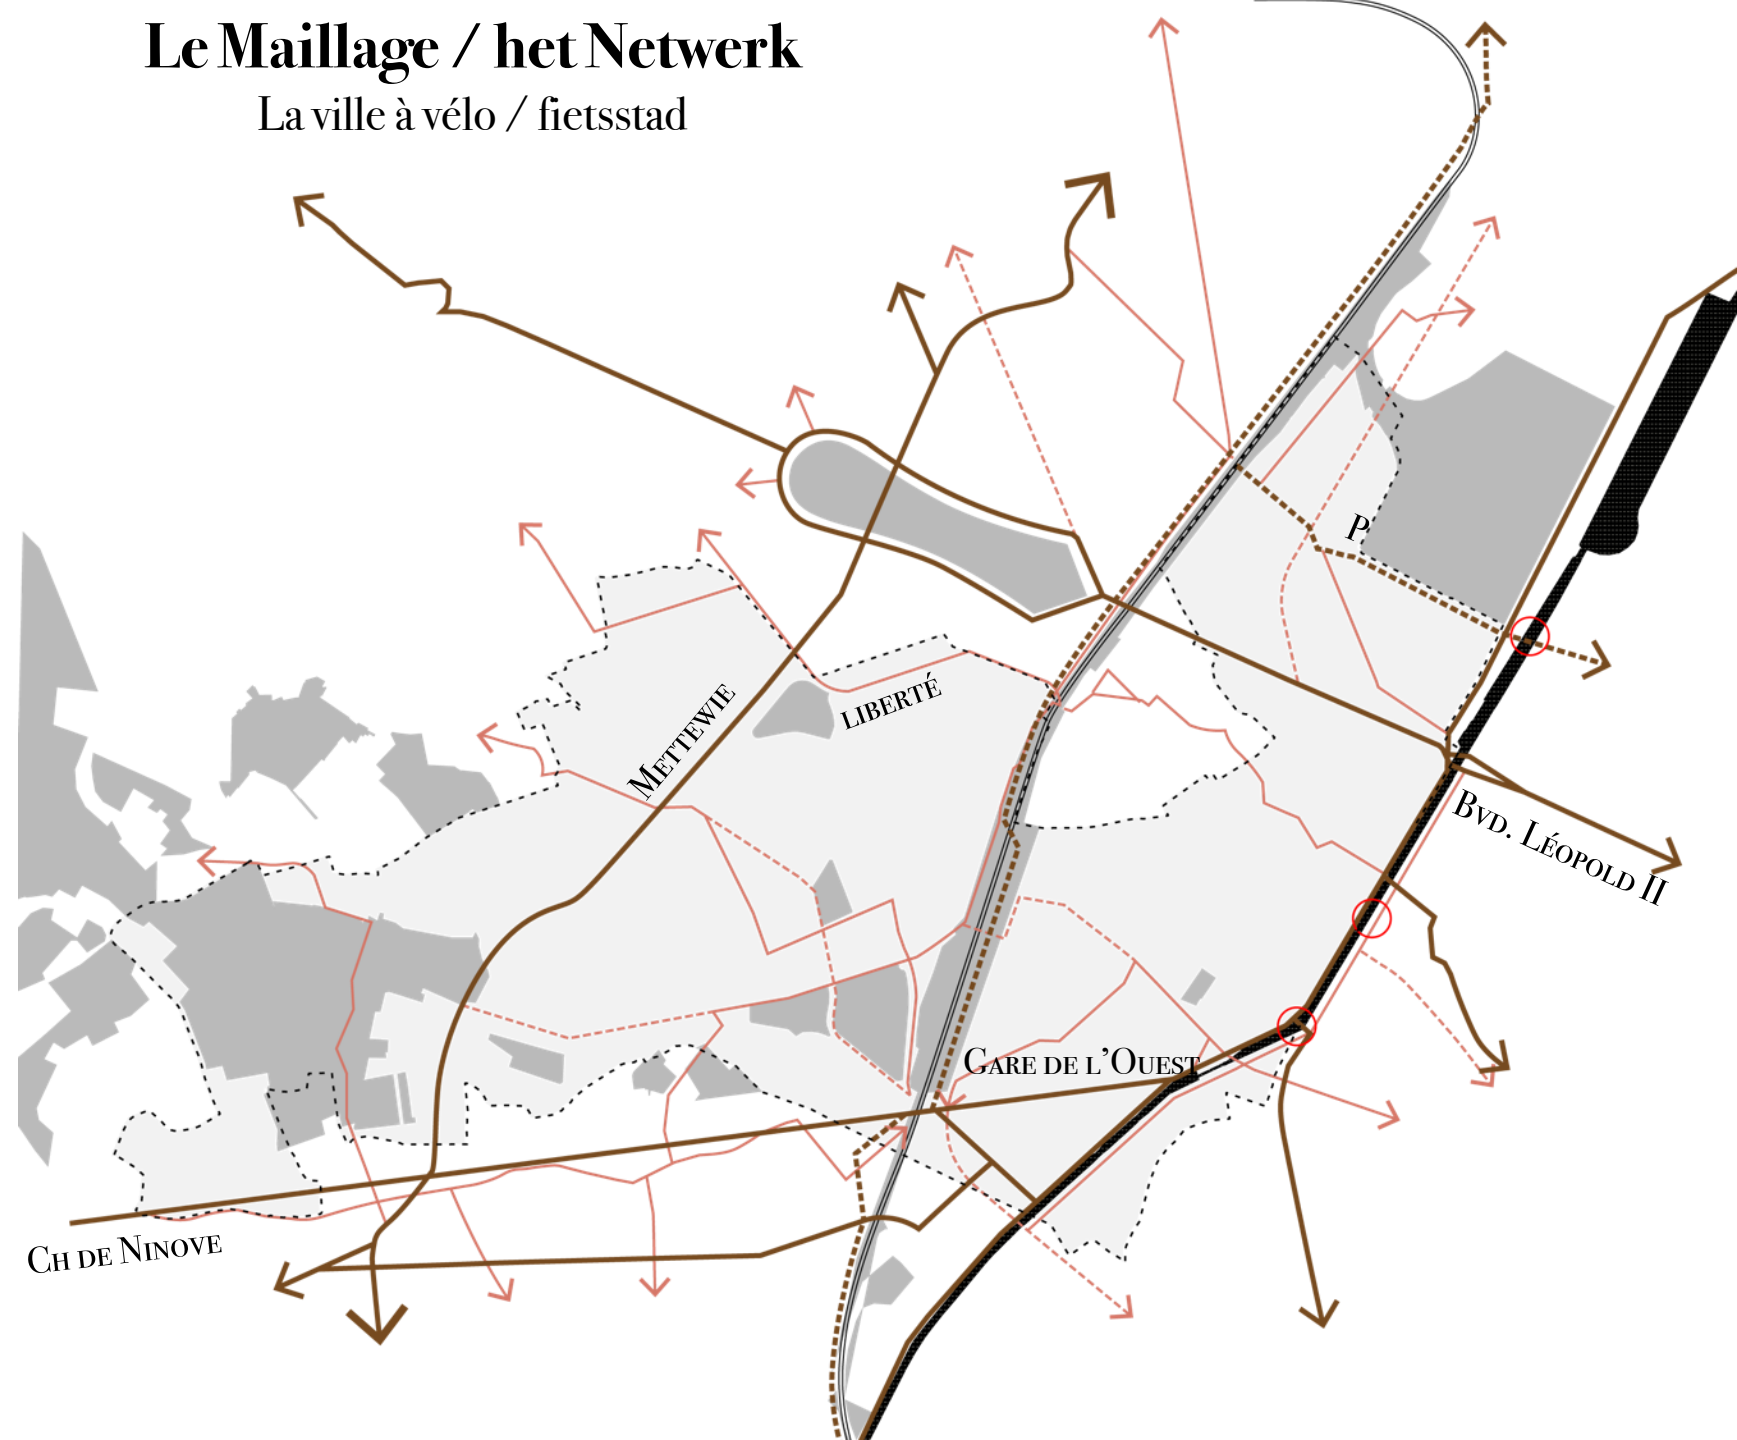 Le Maillage / het Netwerk
La ville à vélo / fietsstad
P
Liberté
Mettewie
Bvd. Léopold II
Gare de l'Ouest
Ch de Ninove